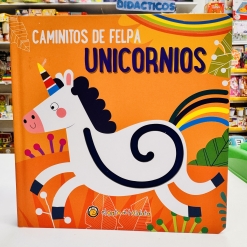 DIDÁCTICOS
CAMINITOS DE FELPA
UNICORNIOS